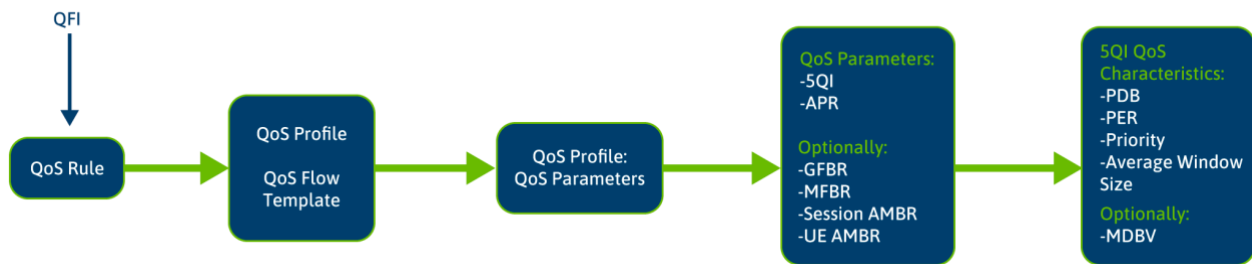 QFI
QoS Rule
QoS Profile
QoS Flow
Template
QoS Profile:
QoS Parameters
QoS Parameters:
-5QI
-APR
Optionally:
-GFBR
-MFBR
-Session AMBR
-UE AMBR
5QI QoS
Characteristics:
-PDB
-PER
-Priority
-Average Window
Size
Optionally:
-MDBV